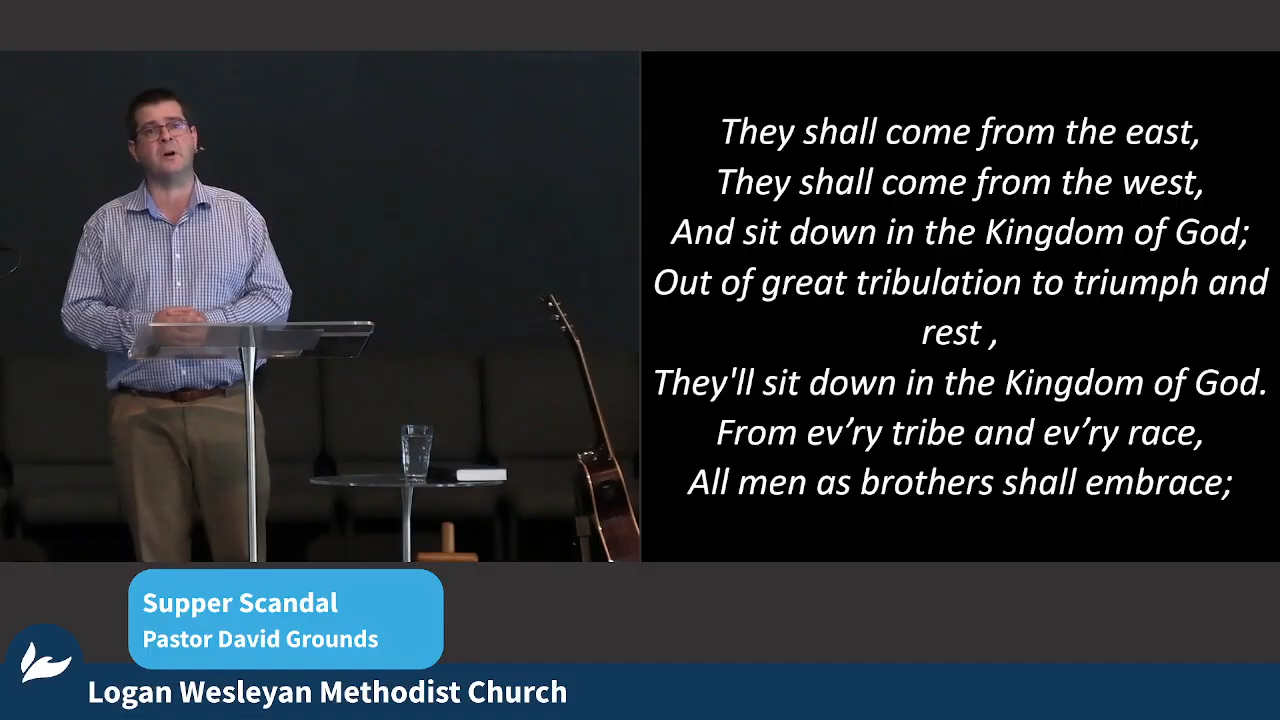 They shall come from the east,
They shall come from the west,
And sit down in the Kingdom of God;
Out of great tribulation to triumph and
rest ,
They'll sit down in the Kingdom of God.
From ev’ry tribe and ev’ry race,
All men as brothers shall embrace;
Supper Scandal
Pastor David Grounds
Logan Wesleyan Methodist Church